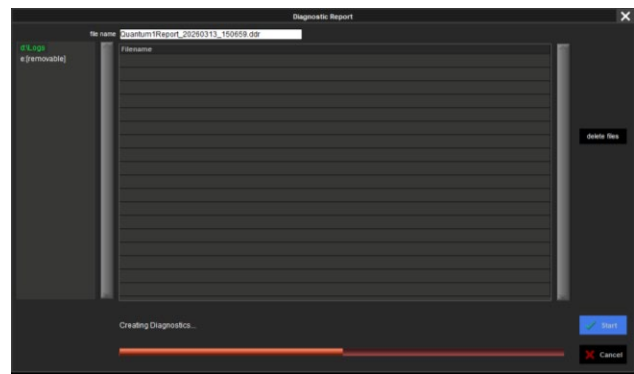 Diagnostic Report
file name Quantum1Report_20260313_150659.ddr
d:\Logs
e:[removable]
Filename
delete files
Creating Diagnostics...
Start
Cancel